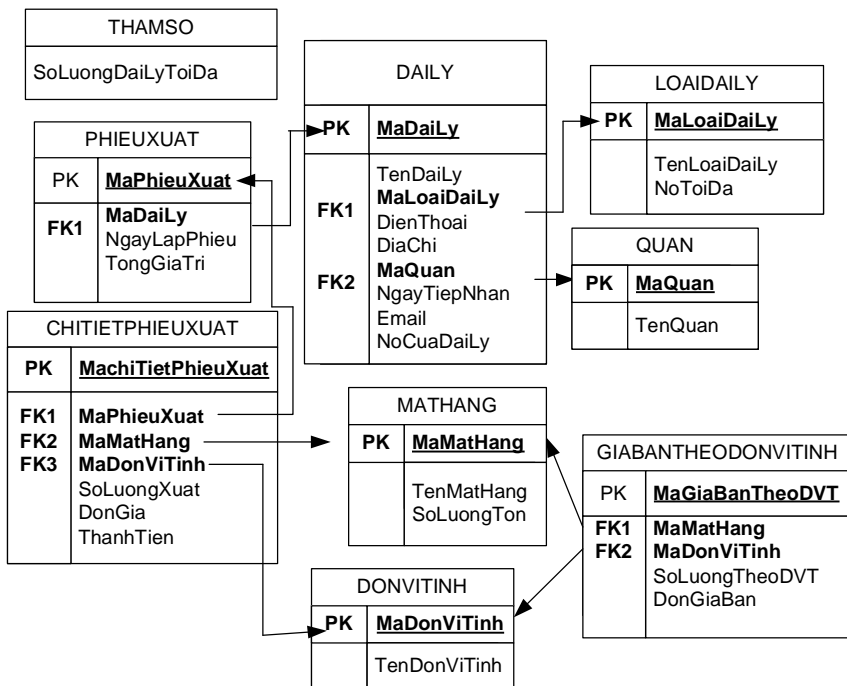 THAMSO
SoLuongDaiLyToiDa
DAILY
PK MaDaiLy
TenDaiLy
FK1 MaLoaiDaiLy
DienThoai
DiaChi
FK2 MaQuan
NgayTiepNhan
Email
NoCuaDaiLy
LOAIDAILY
PK MaLoaiDaiLy
TenLoaiDaiLy
NoToiDa
PHIEUXUAT
PK MaPhieuXuat
FK1 MaDaiLy
NgayLapPhieu
TongGiaTri
QUAN
PK MaQuan
TenQuan
CHITIETPHIEUXUAT
PK MachiTietPhieuXuat
FK1 MaPhieuXuat
FK2 MaMatHang
FK3 MaDonViTinh
SoLuongXuat
DonGia
ThanhTien
MATHANG
PK MaMatHang
TenMatHang
SoLuongTon
GIABANTHEODONVITINH
PK MaGiaBanTheoDVT
FK1 MaMatHang
FK2 MaDonViTinh
SoLuongTheoDVT
DonGiaBan
DONVITINH
PK MaDonViTinh
TenDonViTinh